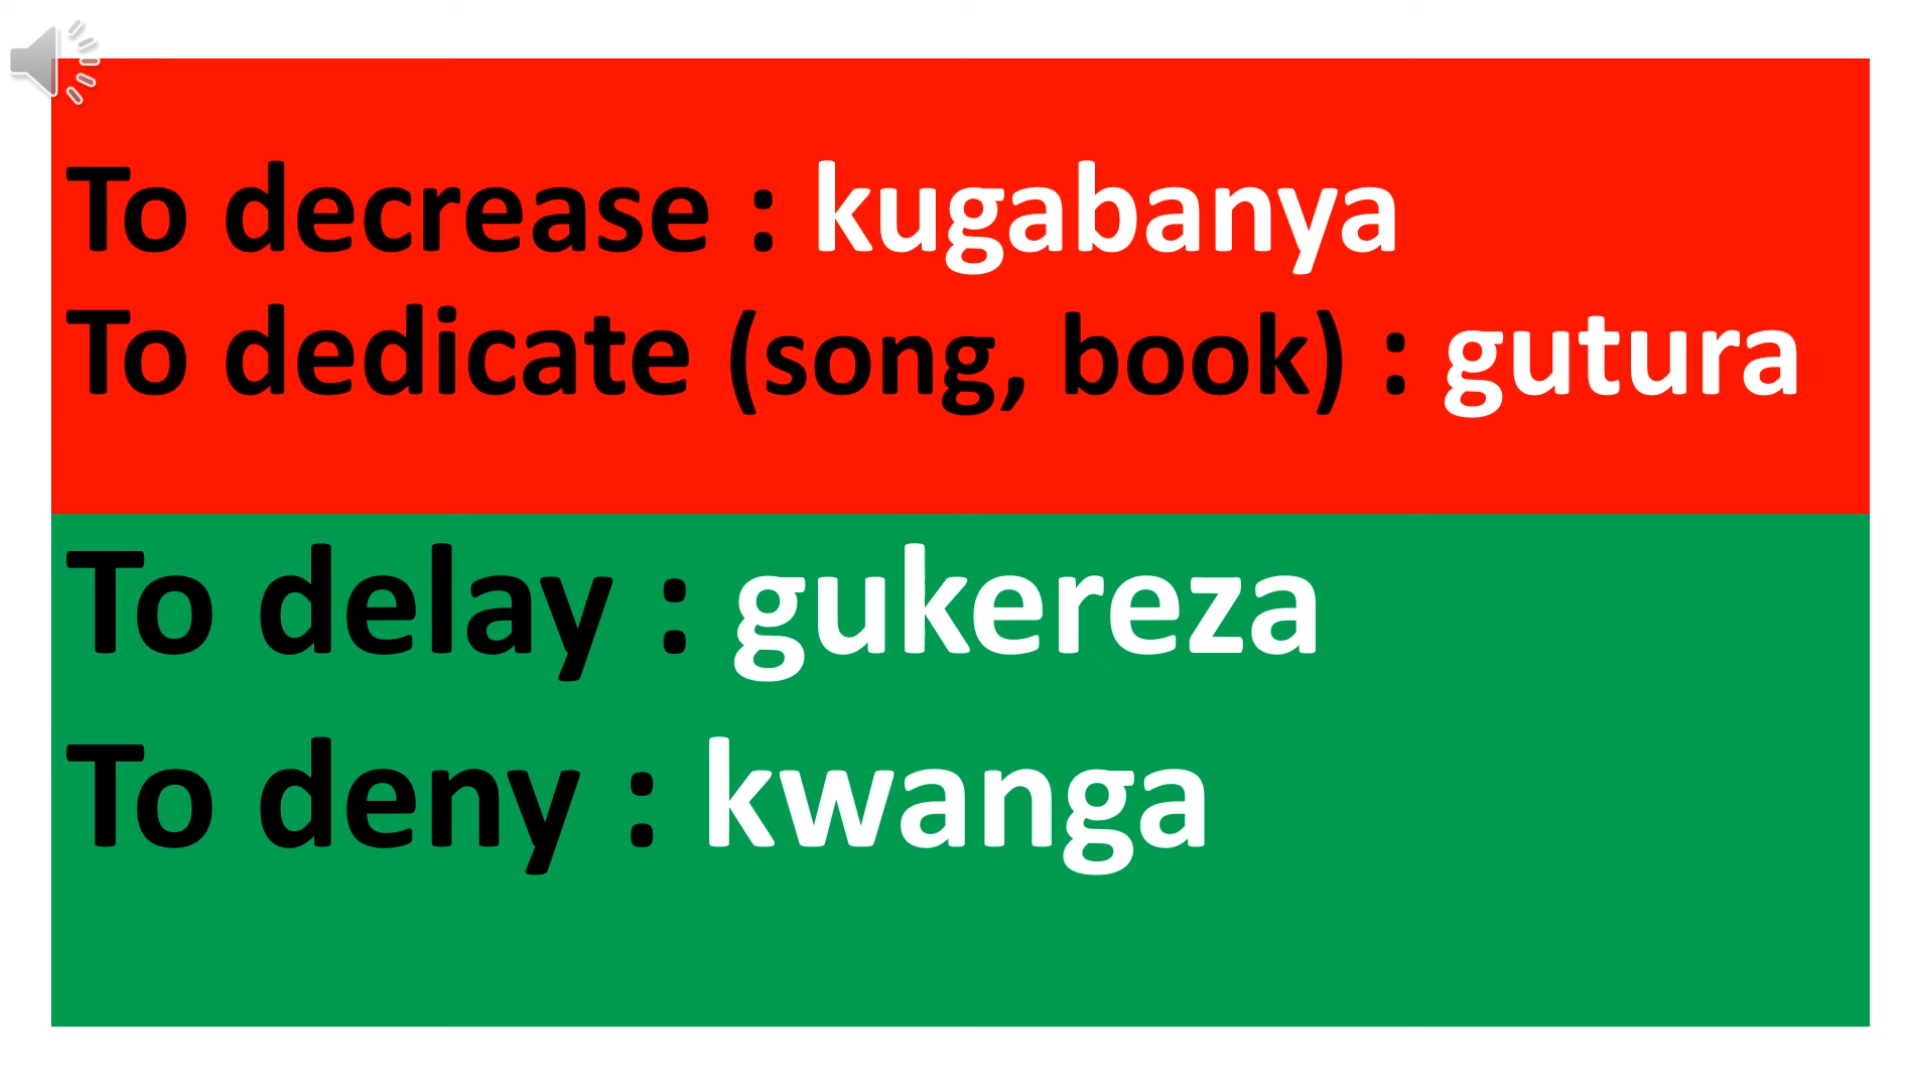 To decrease : kugabanya
To dedicate (song, book) : gutura
To delay : gukereza
To deny : kwanga